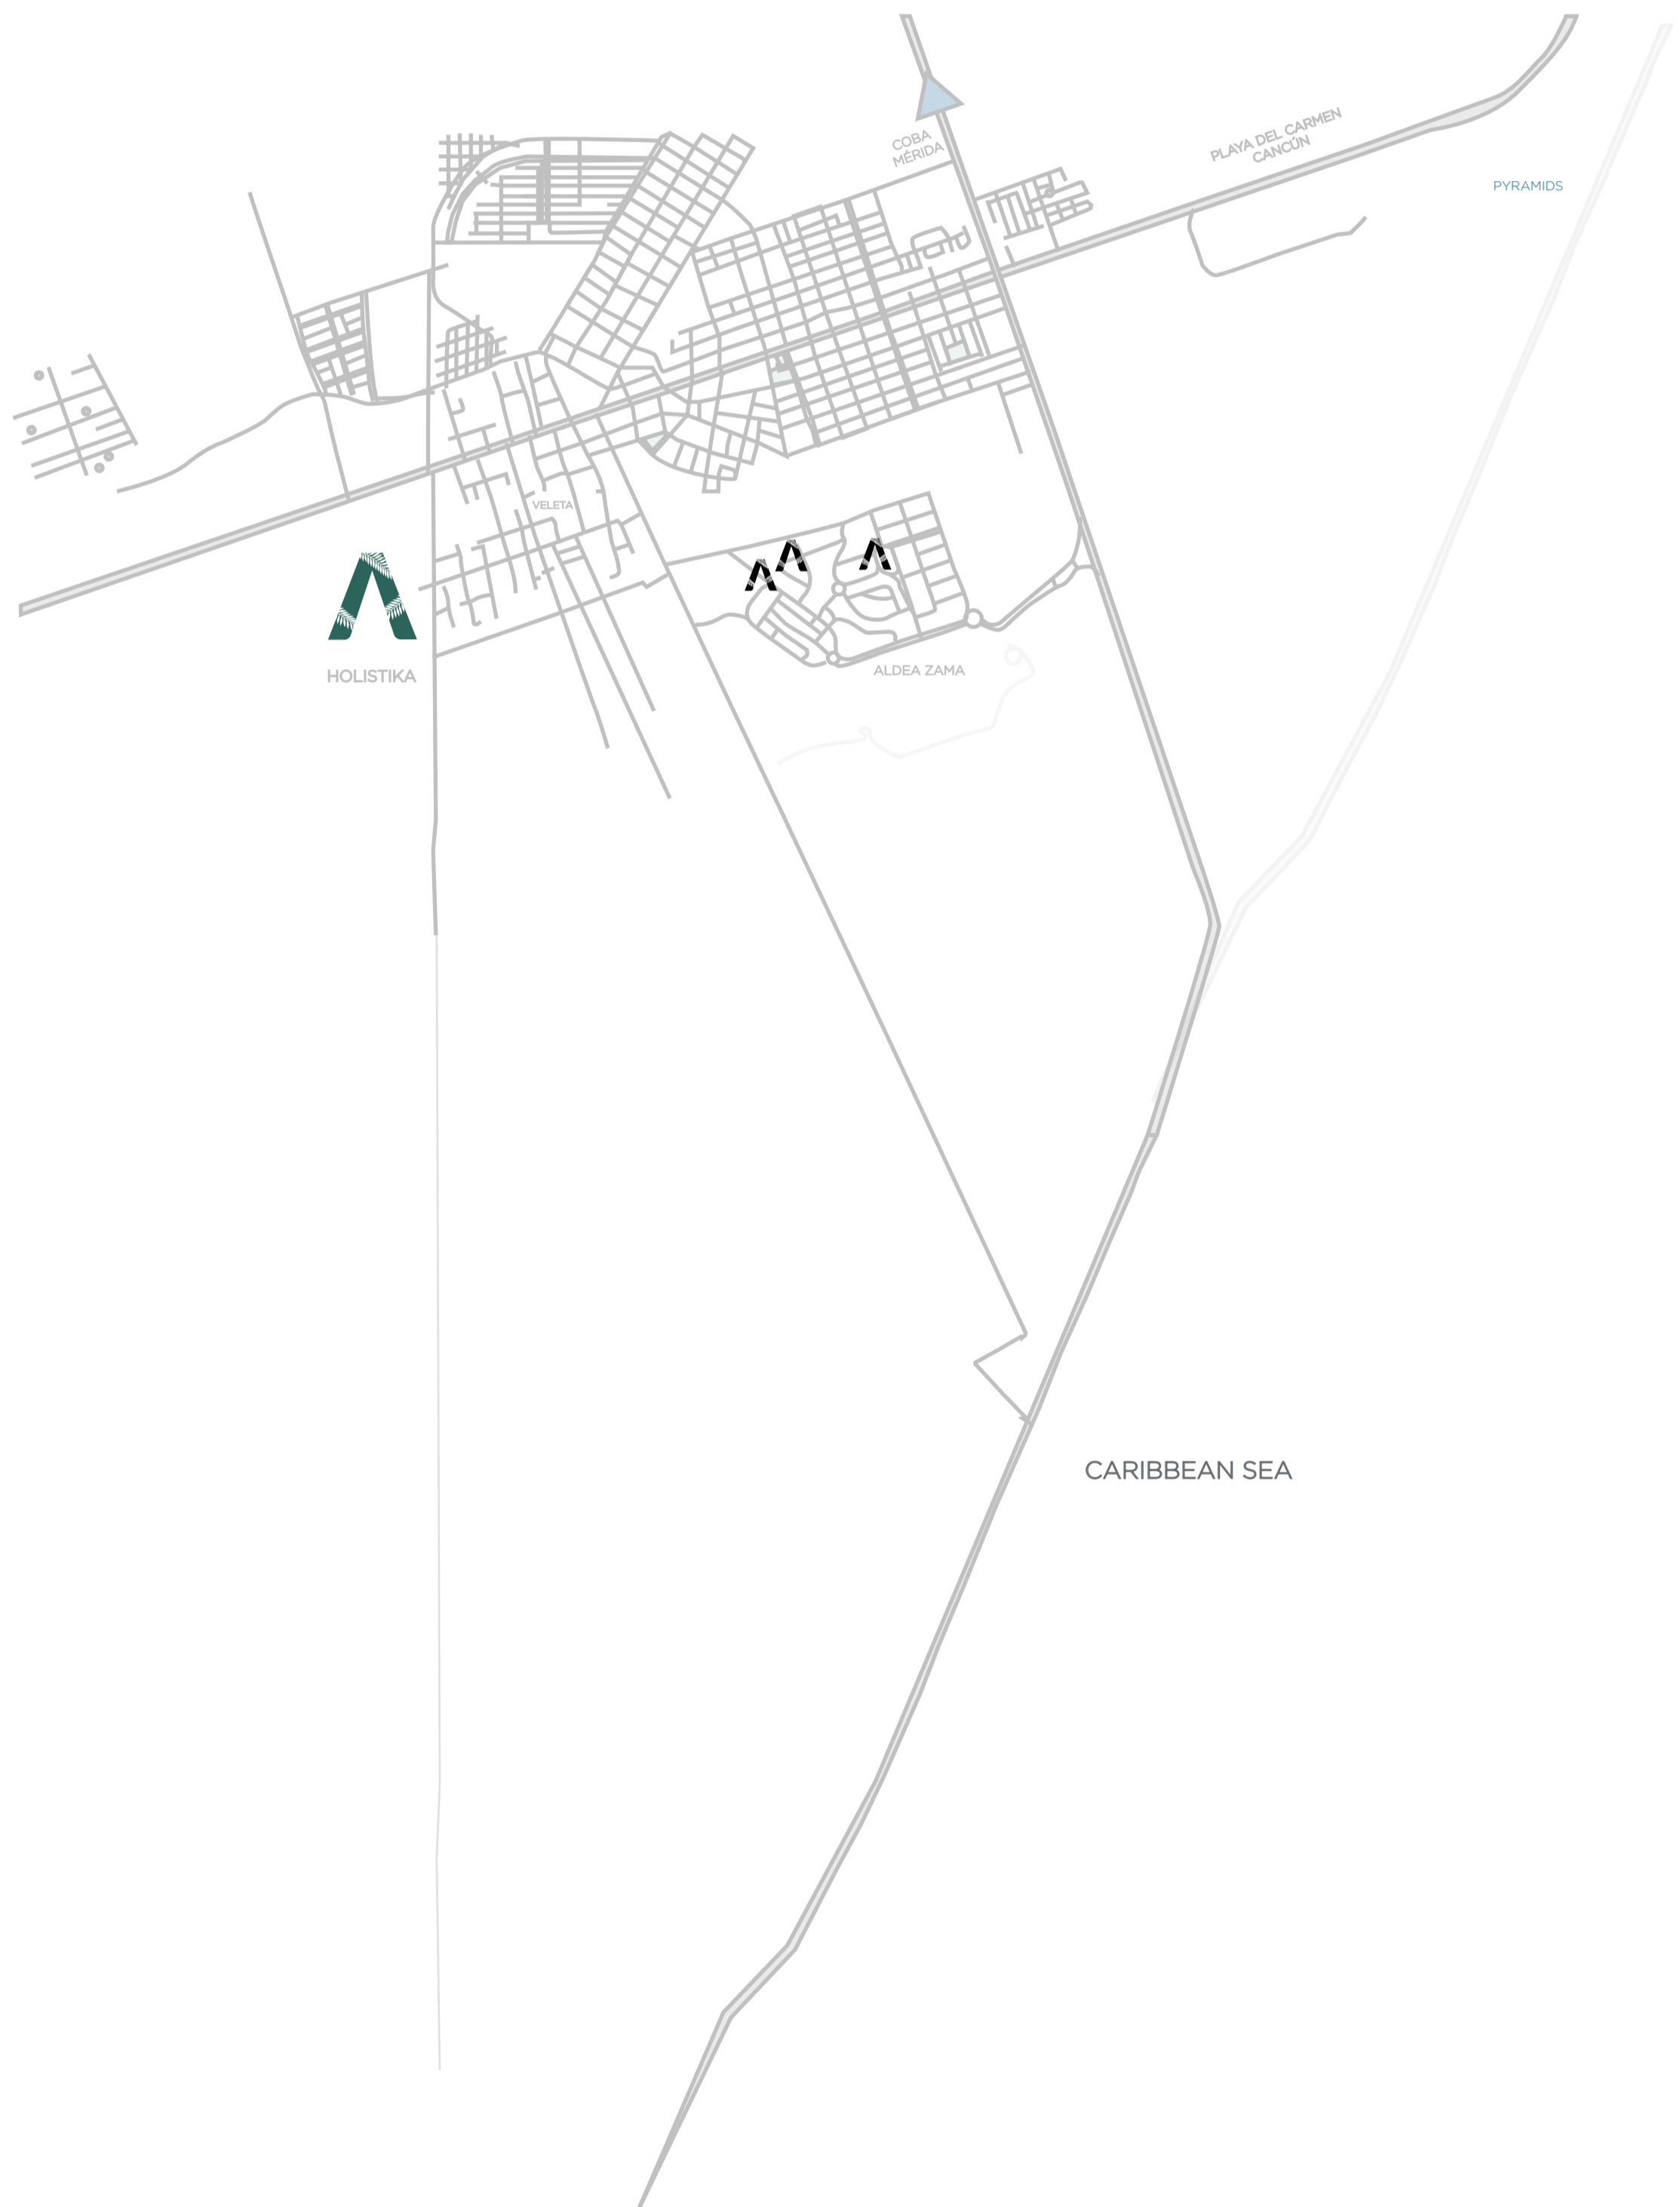 COBA
MÉRIDA
PLAYA DEL CARMEN
CANCÚN
PYRAMIDS
VELETA
HOLISTIKA
ALDEA ZAMA
CARIBBEAN SEA